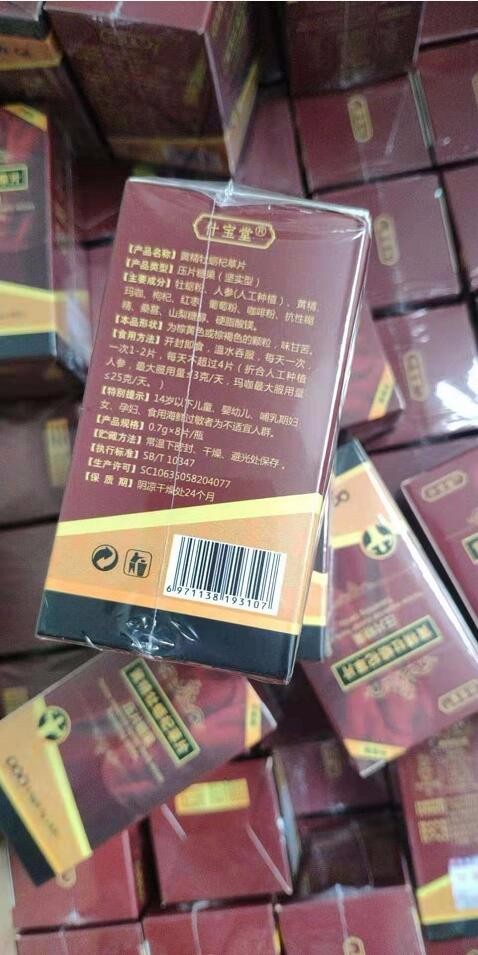 什宝堂®
【产品名称】黄精牡蛎杞草片
【产品类型】压片糖果（坚实型）
【主要成分】牡蛎粉、人参(人工种植)、黄精、
玛咖、枸杞、红枣、葡萄粉、咖啡粉、抗性糊
精、桑葚、山梨糖醇、硬脂酸镁。
【本品形状】为棕黄色或棕褐色的颗粒，味甘苦。
【食用方法】开封即食，温水吞服，每天一次，
一次1-2片，每天不超过4片（折合人工种植
人参，最大服用量≤3克/天，玛咖最大服用量
≤25克/天。）
【特别提示】14岁以下儿童、婴幼儿、哺乳期妇
女、孕妇、食用海鲜过敏者为不适宜人群。
【产品规格】0.7g×8片/瓶
【贮藏方法】常温下密封、干燥、避光处保存。
【执行标准】SB/T 10347
【生产许可】SC10635058204077
【保 质 期】阴凉干燥处24个月
6 971138 193107